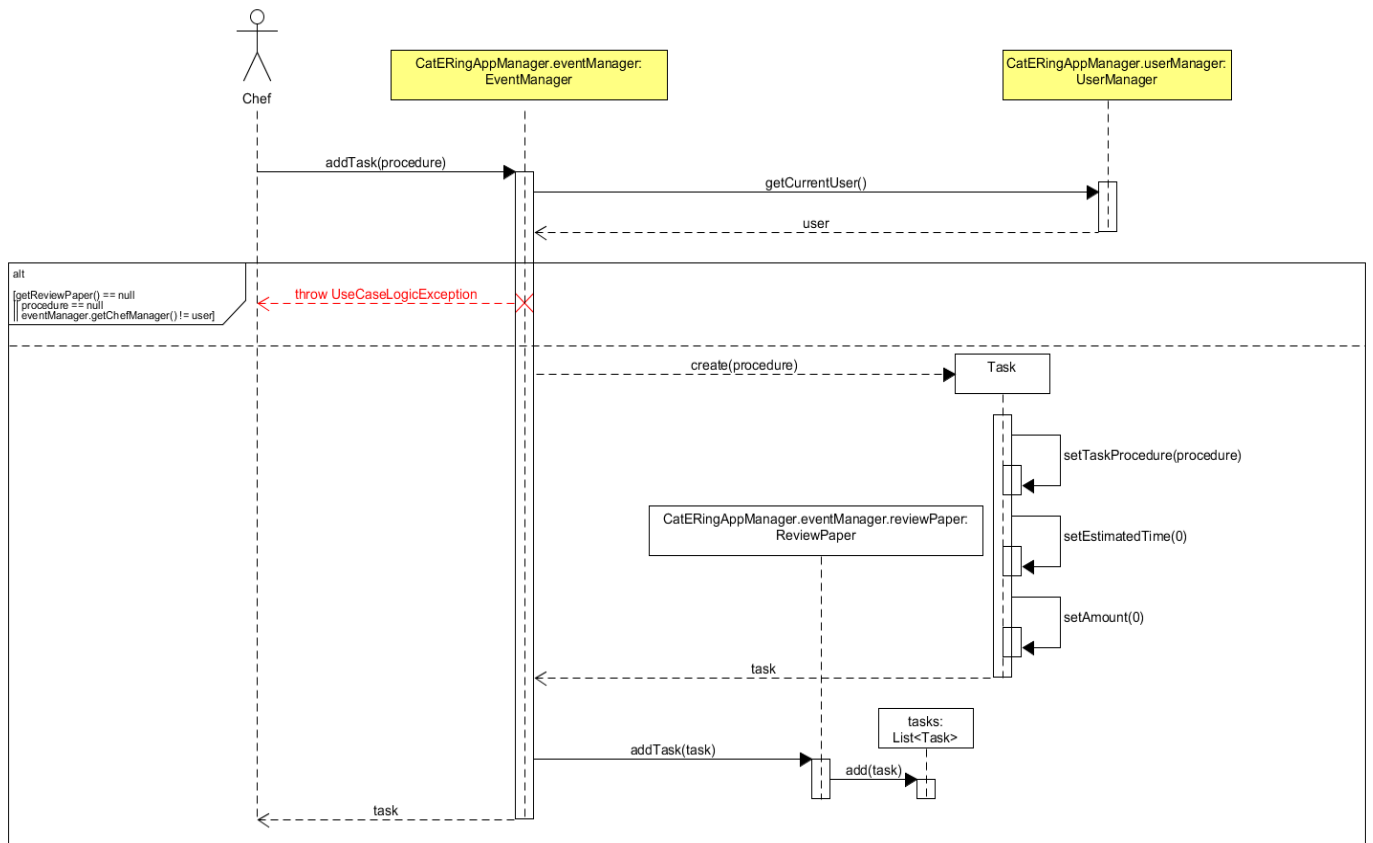 CatERingAppManager.eventManager:
EventManager
CatERingAppManager.userManager:
UserManager
Chef
addTask(procedure)
getCurrentUser()
user
alt
[getReviewPaper() == null
|| procedure == null
|| eventManager.getChefManager() != user]
throw UseCaseLogicException
create(procedure)
Task
setTaskProcedure(procedure)
CatERingAppManager.eventManager.reviewPaper:
ReviewPaper
setEstimatedTime(0)
setAmount(0)
task
tasks:
List<Task>
addTask(task)
add(task)
task